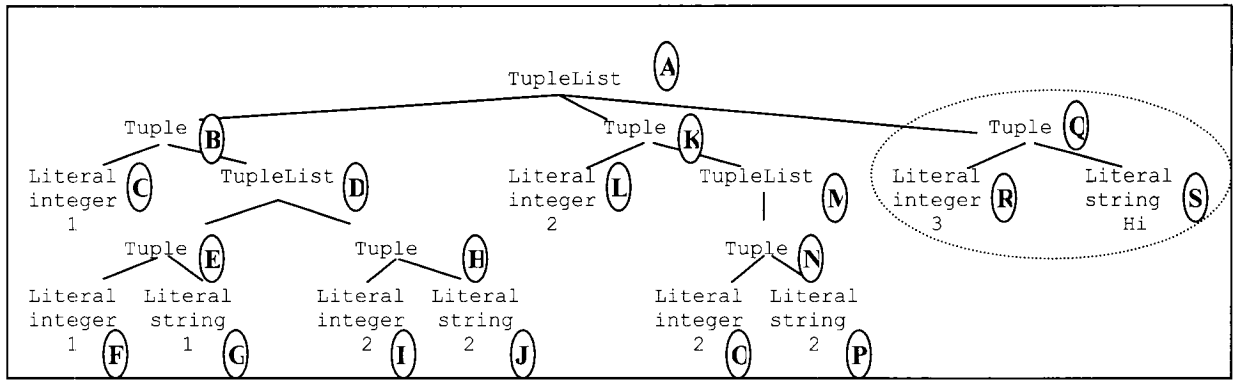 TupleList A
Tuple B Tuple K Tuple Q
Literal C TupleList D Literal L TupleList M Literal R Literal S
integer integer integer string
1 2 3 Hi
Tuple E Tuple H Tuple N
Literal Literal Literal Literal Literal Literal
integer string integer string integer string
1 F 1 G 2 I 2 J 2 O 2 P